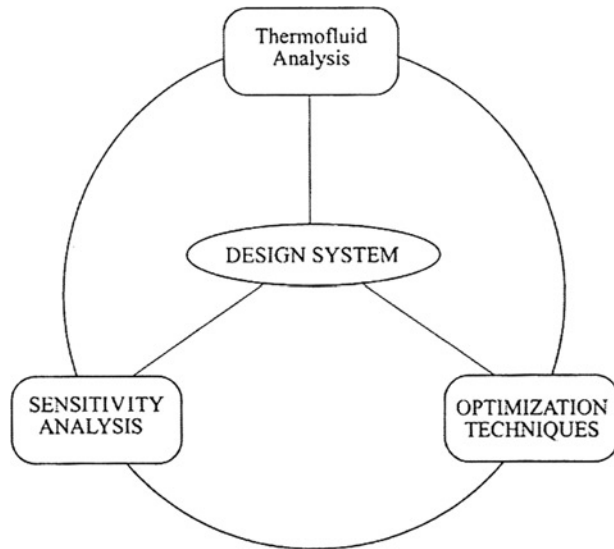 Thermofluid
Analysis
DESIGN SYSTEM
SENSITIVITY
ANALYSIS
OPTIMIZATION
TECHNIQUES